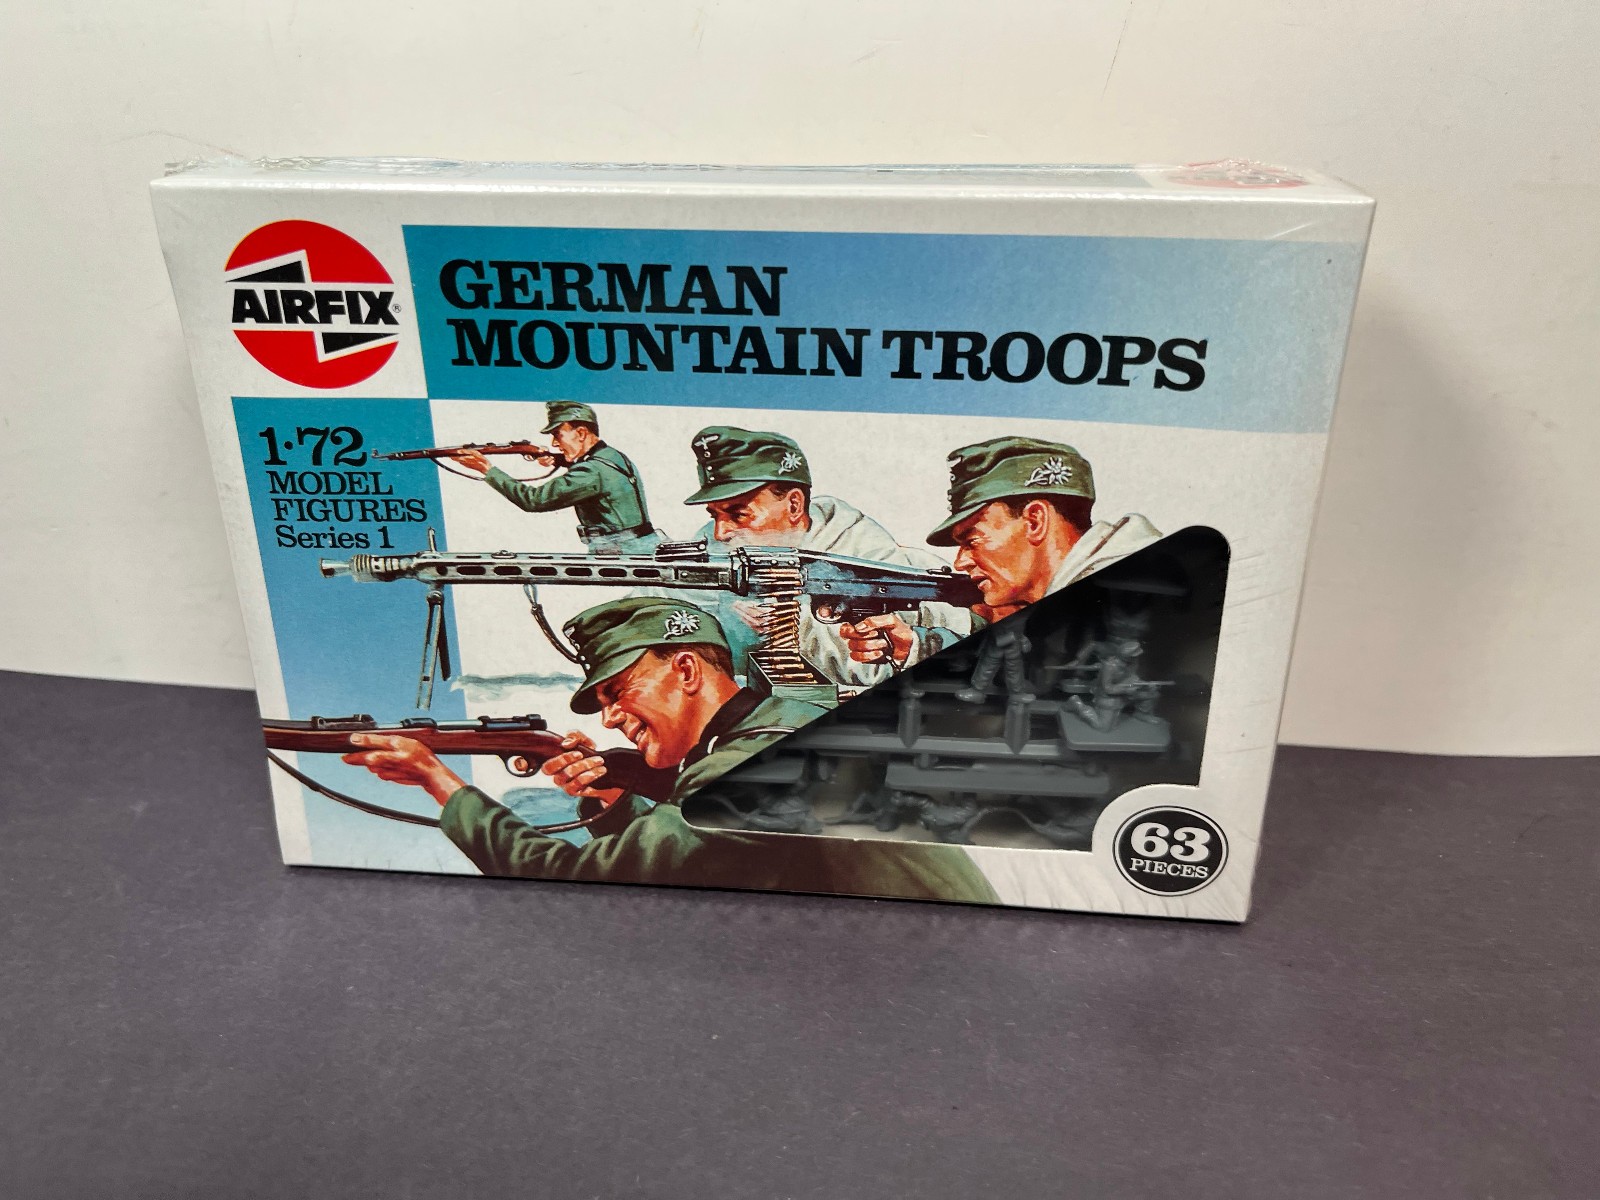 AIRFIX®
GERMAN
MOUNTAIN TROOPS
1·72
MODEL
FIGURES
Series 1
63
PIECES